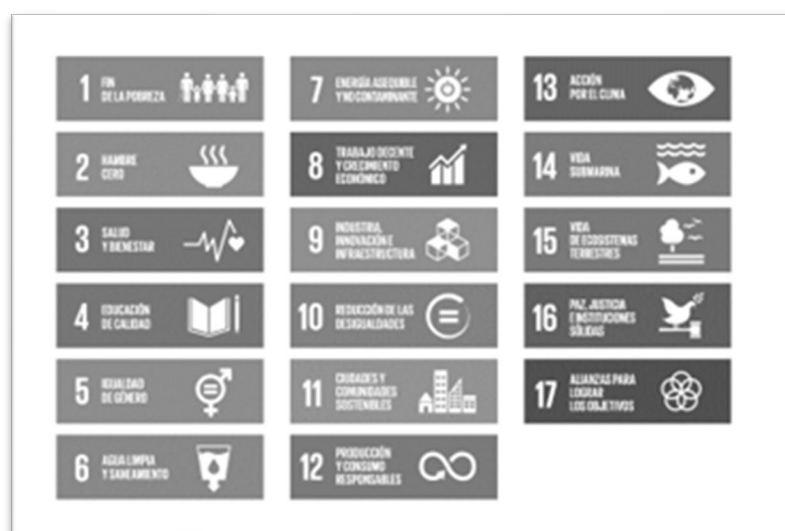 1 FIN
DE LA POBREZA
2 HAMBRE
CERO
3 SALUD
Y BIENESTAR
4 EDUCACIÓN
DE CALIDAD
5 IGUALDAD
DE GÉNERO
6 AGUA LIMPIA
Y SANEAMIENTO
7 ENERGÍA ASEQUIBLE
Y NO CONTAMINANTE
8 TRABAJO DECENTE
Y CRECIMIENTO
ECONÓMICO
9 INDUSTRIA,
INNOVACIÓN E
INFRAESTRUCTURA
10 REDUCCIÓN DE LAS
DESIGUALDADES
11 CIUDADES Y
COMUNIDADES
SOSTENIBLES
12 PRODUCCIÓN
Y CONSUMO
RESPONSABLES
13 ACCIÓN
POR EL CLIMA
14 VIDA
SUBMARINA
15 VIDA
DE ECOSISTEMAS
TERRESTRES
16 PAZ, JUSTICIA
E INSTITUCIONES
SÓLIDAS
17 ALIANZAS PARA
LOGRAR
LOS OBJETIVOS